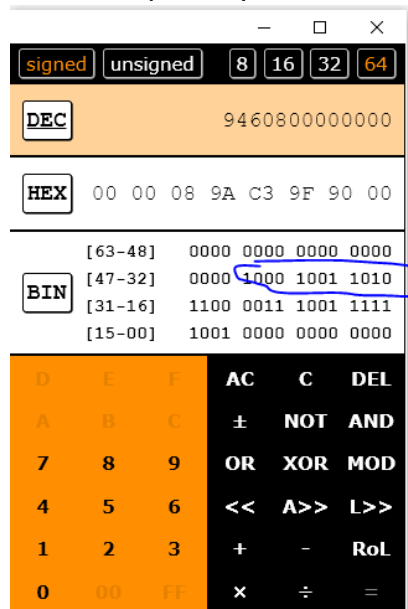 signed unsigned 8 16 32 64
DEC 9460800000000
HEX 00 00 08 9A C3 9F 90 00
BIN
[63-48] 0000 0000 0000 0000
[47-32] 0000 1000 1001 1010
[31-16] 1100 0011 1001 1111
[15-00] 1001 0000 0000 0000
D E F AC C DEL
A B C ± NOT AND
7 8 9 OR XOR MOD
4 5 6 << A>> L>>
1 2 3 + - RoL
0 00 FF × ÷ =